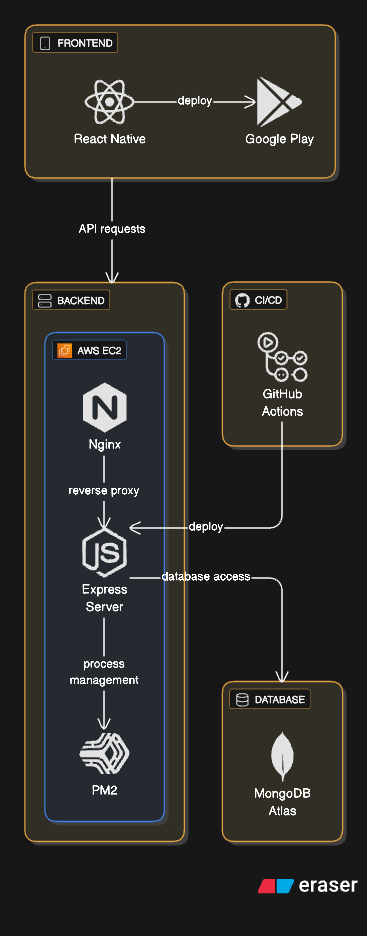 FRONTEND
deploy
React Native
Google Play
API requests
BACKEND
CI/CD
AWS EC2
GitHub
Actions
Nginx
reverse proxy
deploy
Express
Server
database access
process
management
DATABASE
PM2
MongoDB
Atlas
eraser